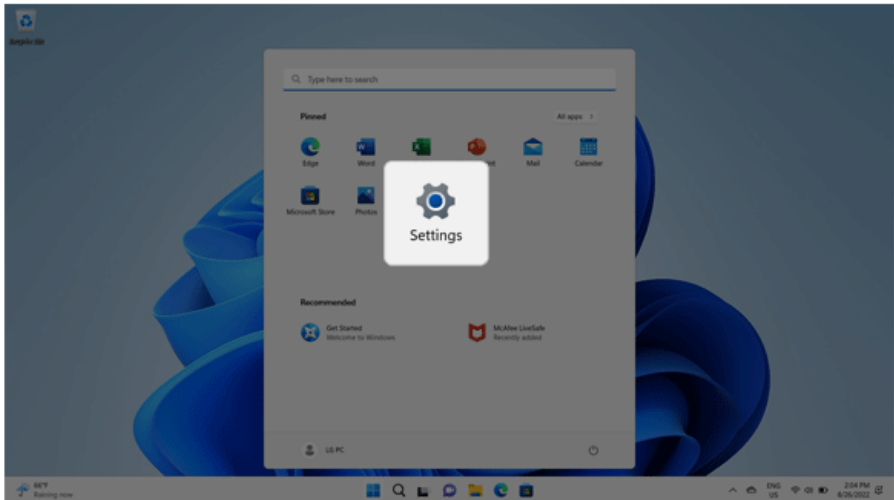 Recycle Bin
Type here to search
Pinned
All apps
Edge
Word
Mail
Calendar
Microsoft Store
Photos
Settings
Recommended
Get Started
Welcome to Windows
McAfee LiveSafe
Recently added
LG PC
86°F
Raining now
ENG
US
2:04 PM
8/26/2022